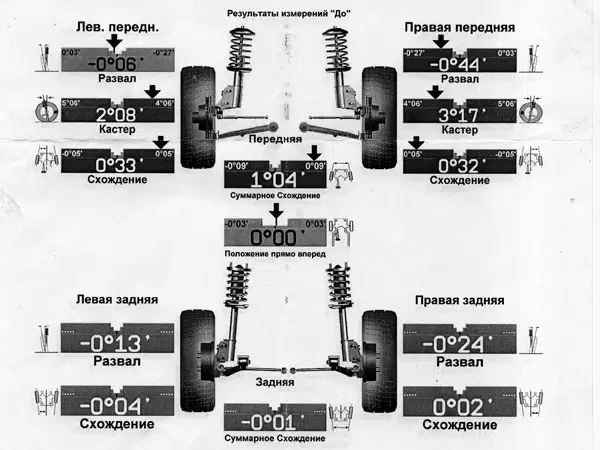 Результаты измерений "До"
Лев. передн.
Правая передняя
0°03' -0°27'
-0°06'
Развал
-0°27' 0°03'
-0°44'
Развал
5°06' 4°06'
2°08'
Кастер
4°06' 5°06'
3°17'
Кастер
Передняя
-0°05' 0°05'
0°33'
Схождение
0°05' -0°05'
0°32'
Схождение
-0°09' 0°09'
1°04'
Суммарное Схождение
-0°03' 0°03'
0°00'
Положение прямо вперед
Левая задняя
Правая задняя
-0°13'
Развал
-0°24'
Развал
Задняя
-0°04'
Схождение
-0°01'
Суммарное Схождение
0°02'
Схождение